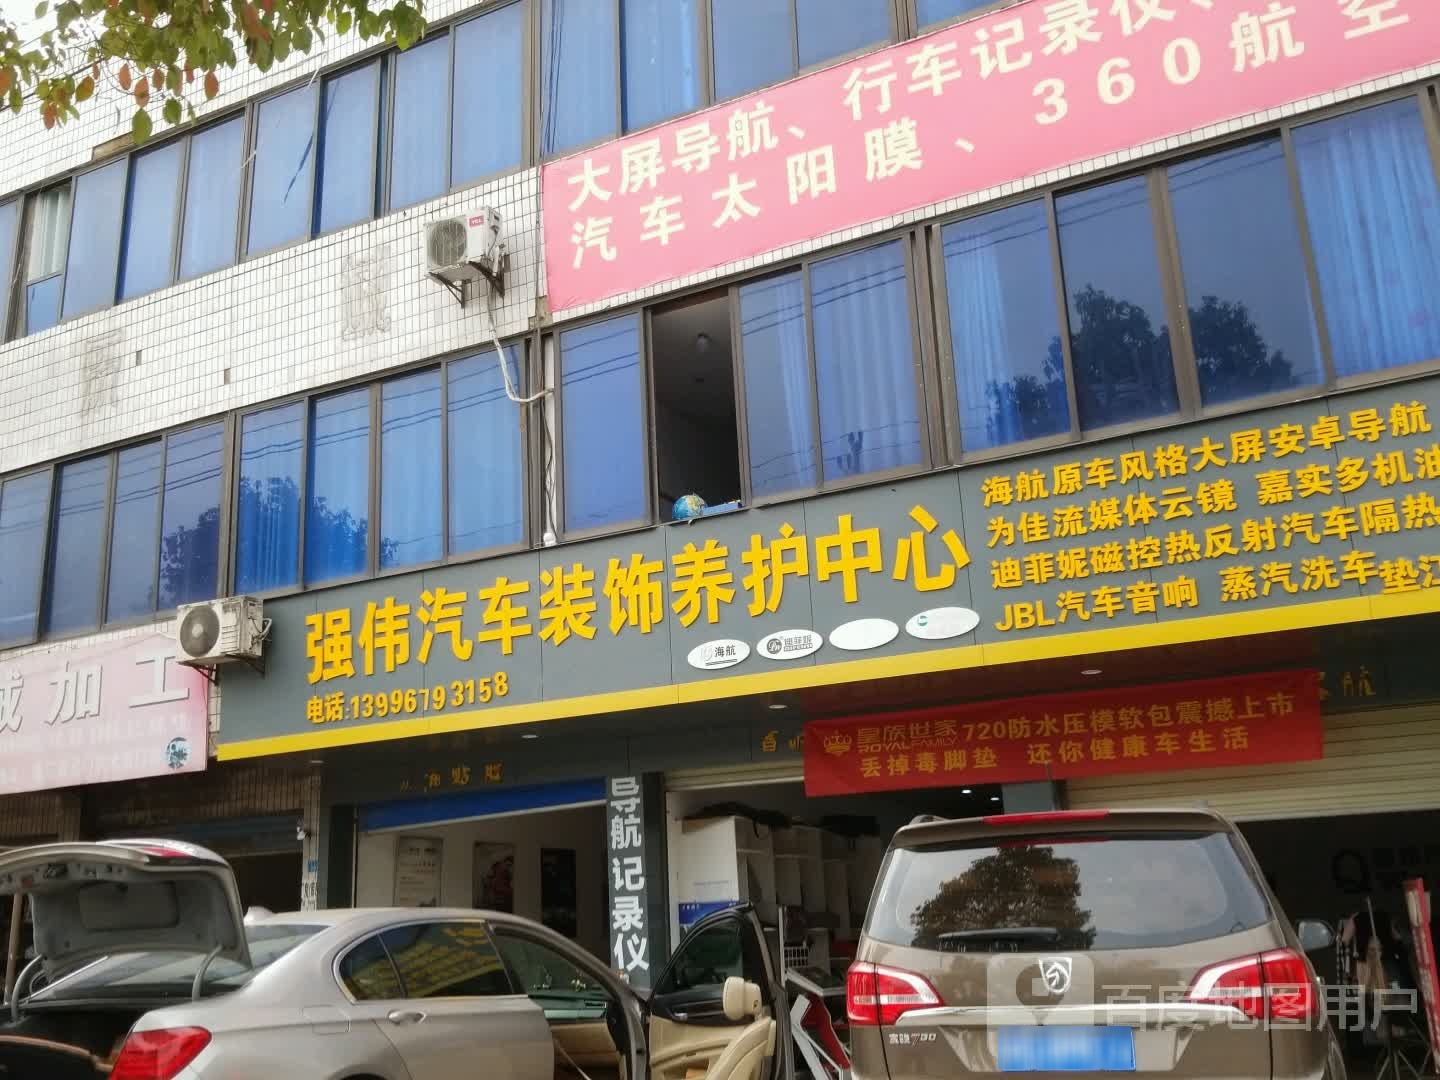 大屏导航、行车记录仪、
汽车太阳膜、360航空
TCL
强伟汽车装饰养护中心
电话:13996793158
海航
迪菲妮
海航原车风格大屏安卓导航
为佳流媒体云镜 嘉实多机油
迪菲妮磁控热反射汽车隔热
JBL汽车音响 蒸汽洗车 垫江
加工
皇族世家 720防水压模软包震撼上市
ROYALFAMILY
丢掉毒脚垫 还你健康车生活
导航记录仪
Q
百度地图用户